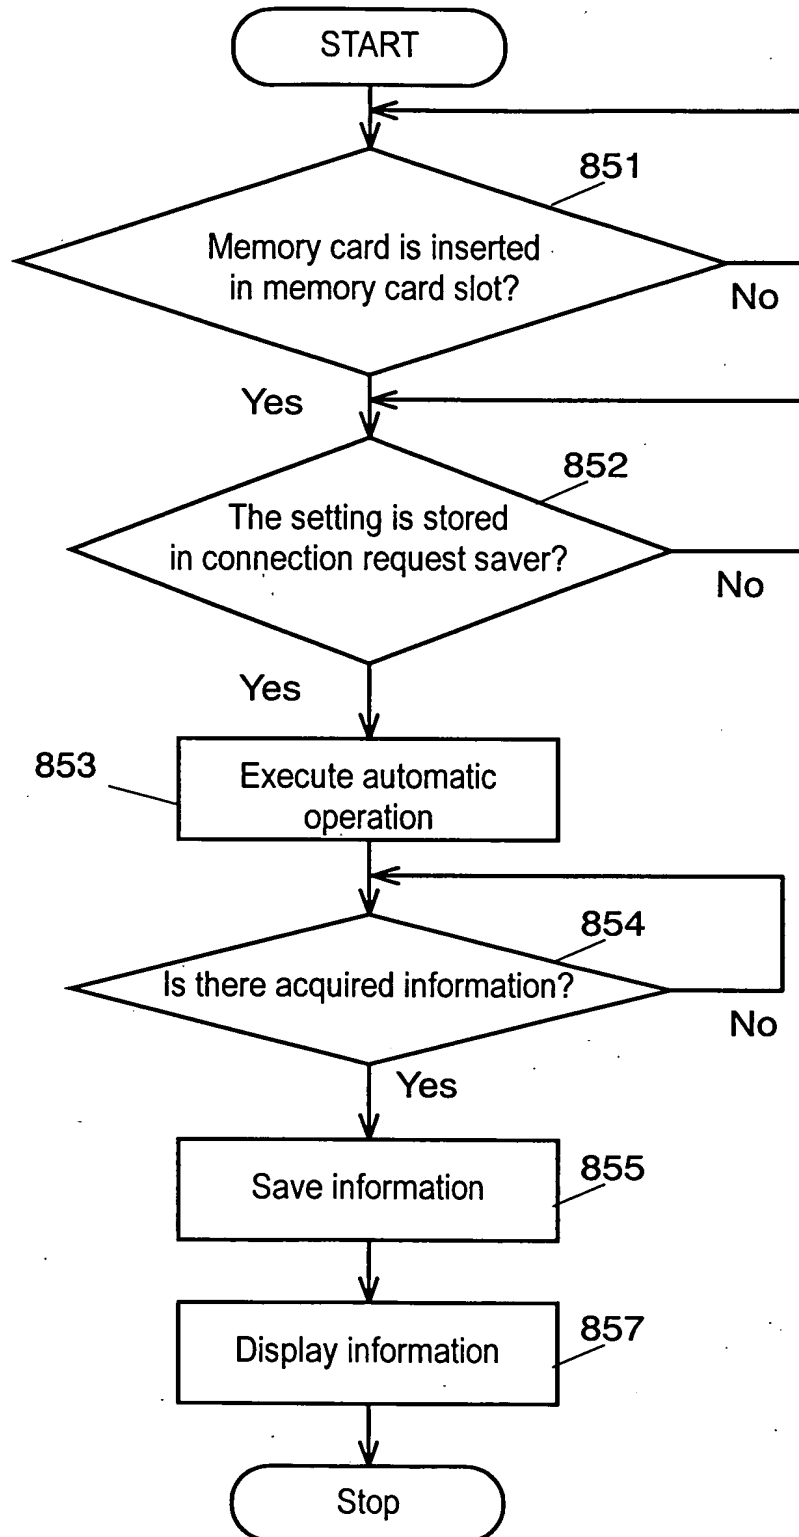 START
851
Memory card is inserted
in memory card slot?
No
Yes
852
The setting is stored
in connection request saver?
No
Yes
853
Execute automatic
operation
854
Is there acquired information?
No
Yes
Save information
855
Display information
857
Stop